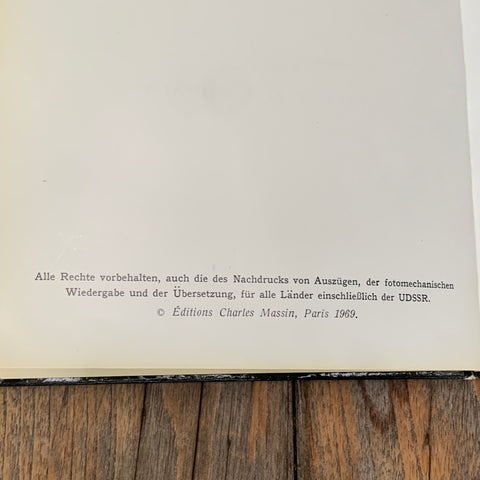 Alle Rechte vorbehalten, auch die des Nachdrucks von Auszügen, der fotomechanischen
Wiedergabe und der Übersetzung, für alle Länder einschließlich der UDSSR.
© Éditions Charles Massin, Paris 1969.